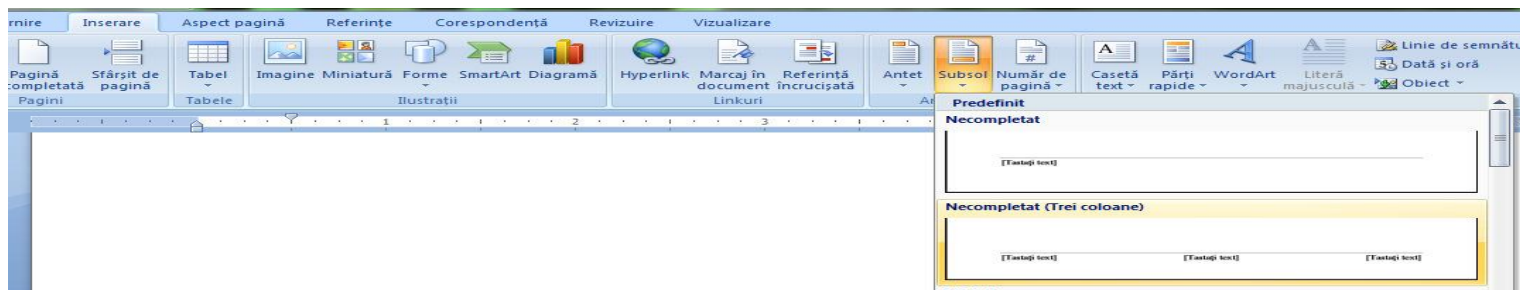 rnire Inserare Aspect pagină Referințe Corespondență Revizuire Vizualizare
Pagină completată
Sfârșit de pagină
Tabel
Imagine
Miniatură
Forme
SmartArt
Diagramă
Hyperlink
Marcaj în document
Referință încrucișată
Antet
Subsol
Număr de pagină
Casetă text
Părți rapide
WordArt
Literă majusculă
Linie de semnătu
Dată și oră
Obiect
Pagini Tabele Ilustrații Linkuri
Predefinit
1 2 3
Necompletat
[Tastați text]
Necompletat (Trei coloane)
[Tastați text] [Tastați text] [Tastați text]